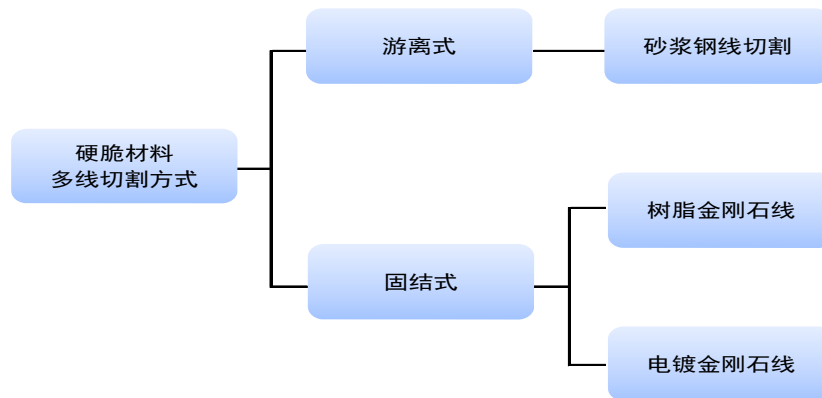 游离式
砂浆钢线切割
硬脆材料
多线切割方式
树脂金刚石线
固结式
电镀金刚石线